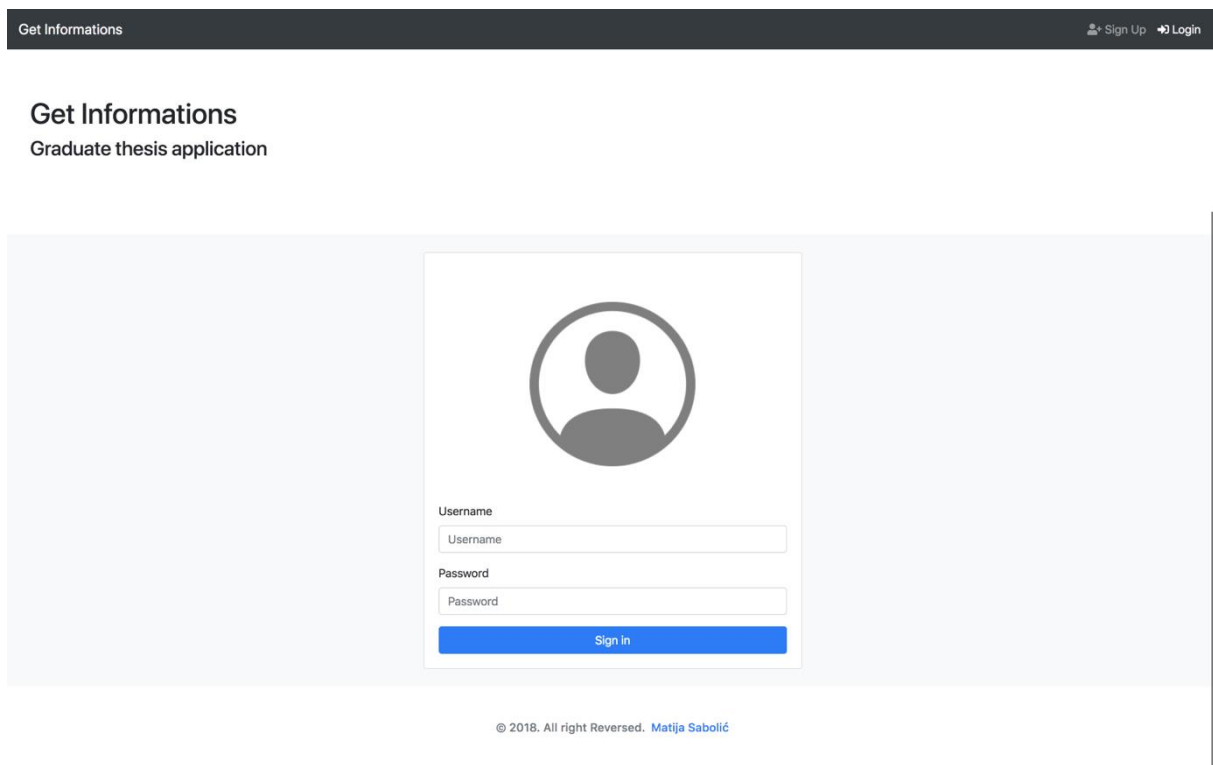 Get Informations Sign Up Login
Get Informations
Graduate thesis application
Username
Username
Password
Password
Sign in
© 2018. All right Reversed. Matija Sabolić